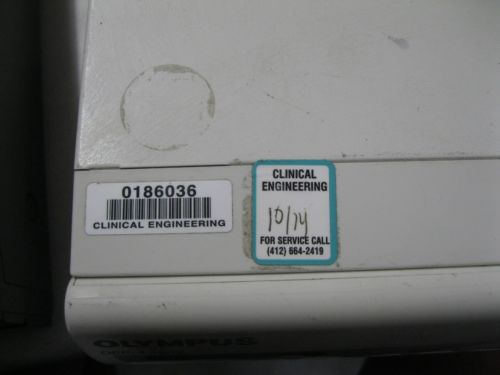 0186036
CLINICAL ENGINEERING
CLINICAL
ENGINEERING
10/14
FOR SERVICE CALL
(412) 664-2419
OLYMPUS